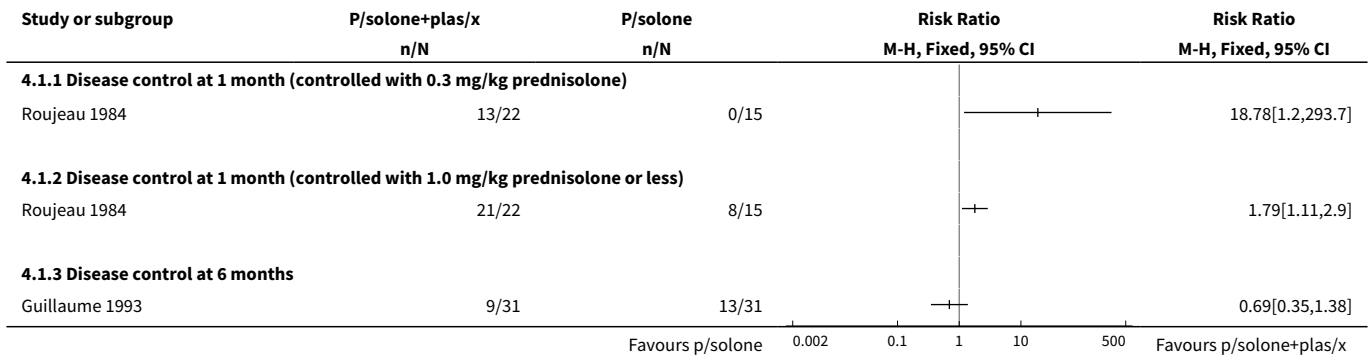 Study or subgroup P/solone+plas/x P/solone Risk Ratio Risk Ratio
n/N n/N M-H, Fixed, 95% CI M-H, Fixed, 95% CI
4.1.1 Disease control at 1 month (controlled with 0.3 mg/kg prednisolone)
Roujeau 1984 13/22 0/15 18.78[1.2,293.7]
4.1.2 Disease control at 1 month (controlled with 1.0 mg/kg prednisolone or less)
Roujeau 1984 21/22 8/15 1.79[1.11,2.9]
4.1.3 Disease control at 6 months
Guillaume 1993 9/31 13/31 0.69[0.35,1.38]
Favours p/solone 0.002 0.1 1 10 500 Favours p/solone+plas/x